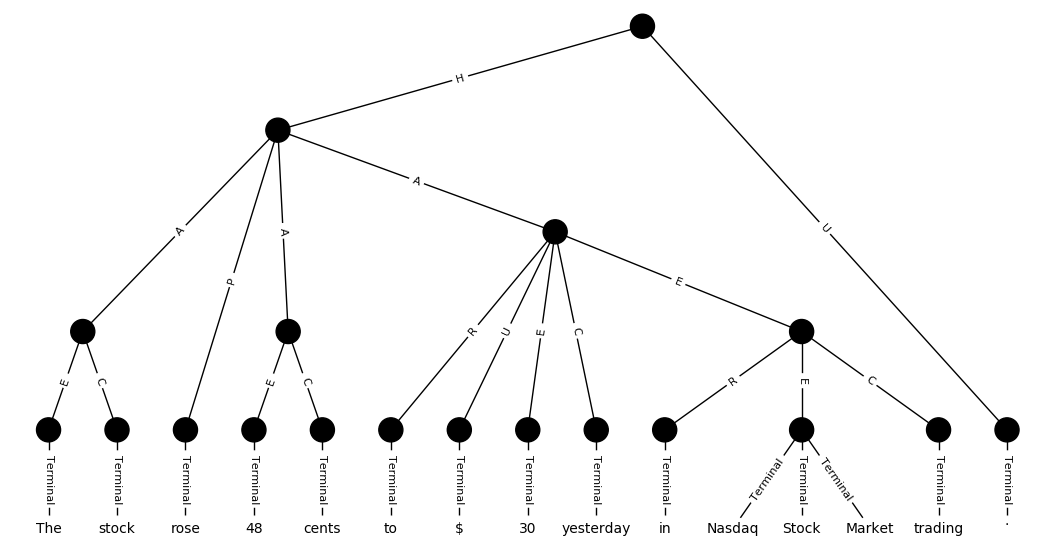 H
A
A
U
A
P
A
E
R
U
E
C
E
C
E
C
R
E
C
Terminal Terminal Terminal Terminal Terminal Terminal Terminal Terminal Terminal Terminal Terminal Terminal Terminal Terminal Terminal
The stock rose 48 cents to $ 30 yesterday in Nasdaq Stock Market trading .